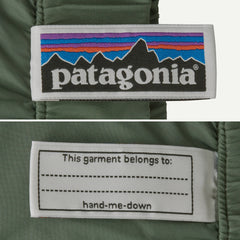 patagonia
This garment belongs to:
hand-me-down